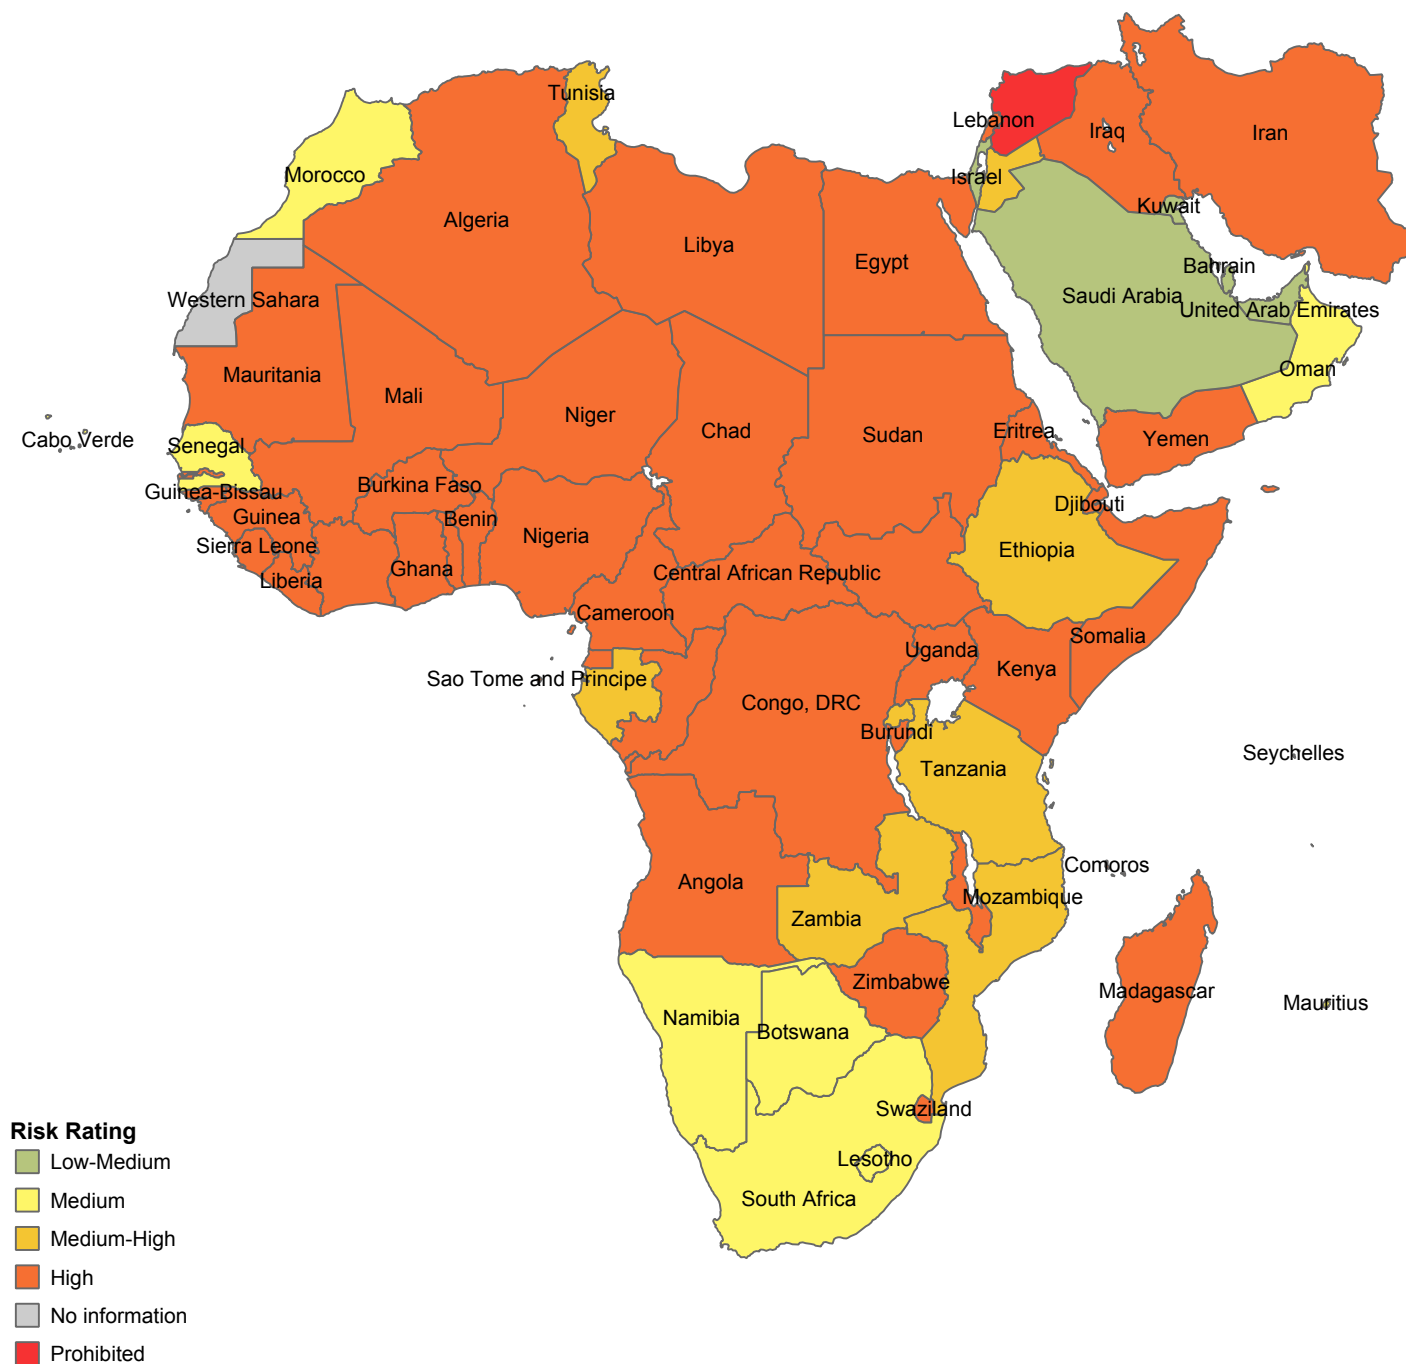 Tunisia
Lebanon
Iraq
Iran
Morocco
Israel
Kuwait
Algeria
Libya
Egypt
Bahrain
Saudi Arabia
Western Sahara
United Arab Emirates
Mauritania
Mali
Oman
Niger
Chad
Sudan
Eritrea
Yemen
Cabo Verde
Senegal
Guinea-Bissau
Burkina Faso
Djibouti
Guinea
Benin
Nigeria
Ethiopia
Sierra Leone
Liberia
Ghana
Central African Republic
Cameroon
Somalia
Uganda
Kenya
Sao Tome and Principe
Congo, DRC
Burundi
Seychelles
Tanzania
Comoros
Angola
Mozambique
Zambia
Zimbabwe
Madagascar
Mauritius
Namibia
Botswana
Swaziland
Lesotho
South Africa
Risk Rating
Low-Medium
Medium
Medium-High
High
No information
Prohibited